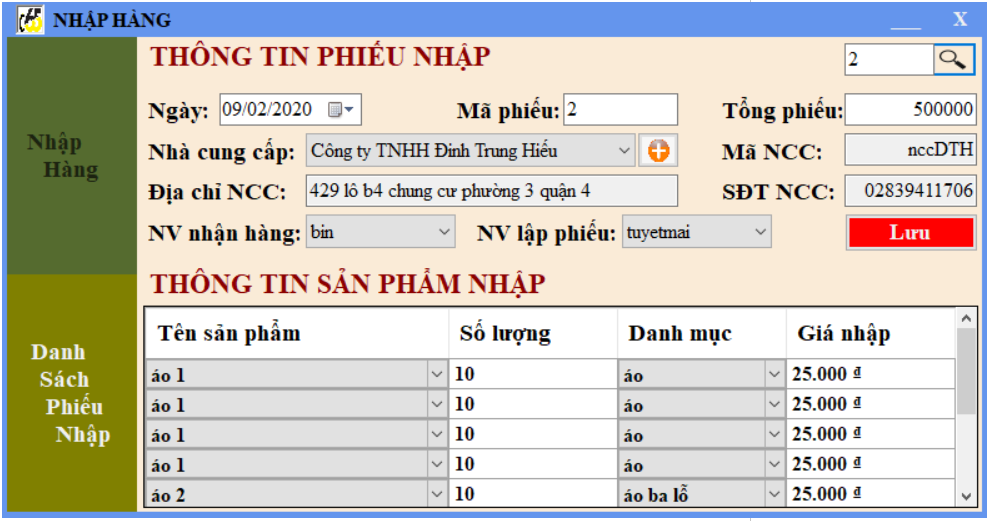 NHẬP HÀNG
X
Nhập
Hàng
Danh
Sách
Phiếu
Nhập
THÔNG TIN PHIẾU NHẬP
2
Ngày: 09/02/2020 Mã phiếu: 2 Tổng phiếu: 500000
Nhà cung cấp: Công ty TNHH Đinh Trung Hiếu Mã NCC: nccDTH
Địa chỉ NCC: 429 lô b4 chung cư phường 3 quận 4 SĐT NCC: 02839411706
NV nhận hàng: bin NV lập phiếu: tuyetmai Lưu
THÔNG TIN SẢN PHẨM NHẬP
Tên sản phẩm Số lượng Danh mục Giá nhập
áo 1 10 áo 25.000 ₫
áo 1 10 áo 25.000 ₫
áo 1 10 áo 25.000 ₫
áo 1 10 áo 25.000 ₫
áo 2 10 áo ba lỗ 25.000 ₫